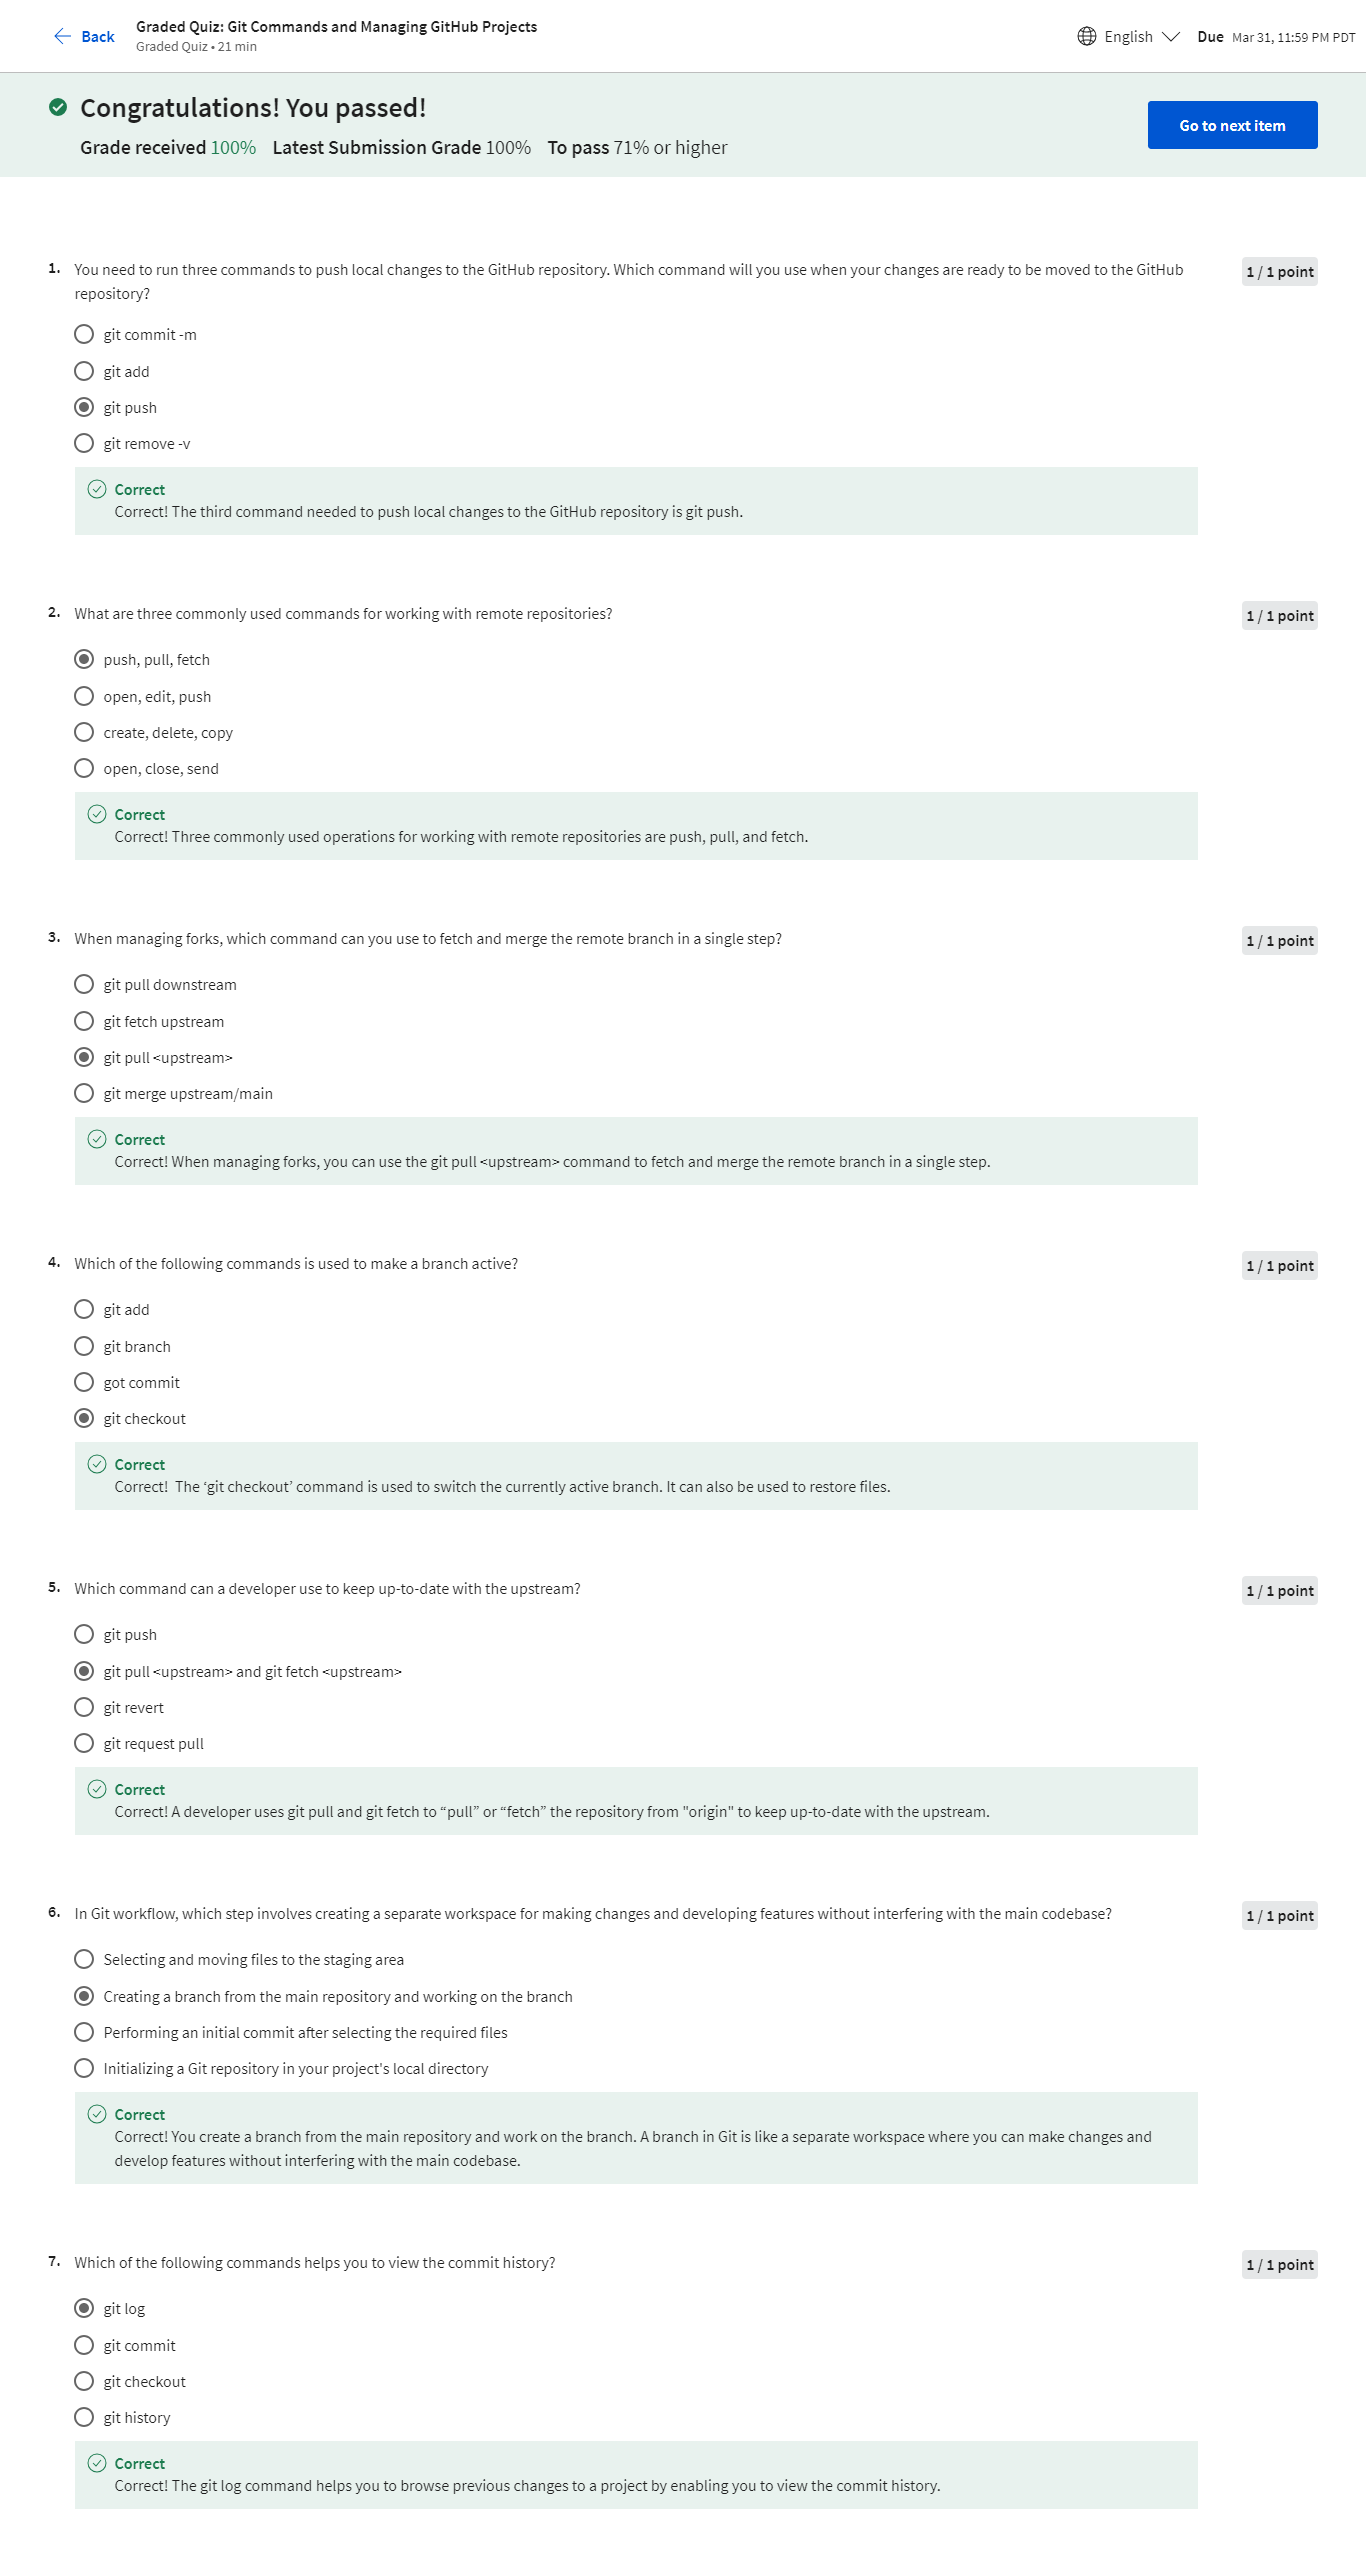 Back
Graded Quiz: Git Commands and Managing GitHub Projects
Graded Quiz • 21 min
English
Due Mar 31, 11:59 PM PDT
Congratulations! You passed!
Grade received 100% Latest Submission Grade 100% To pass 71% or higher
Go to next item
1. You need to run three commands to push local changes to the GitHub repository. Which command will you use when your changes are ready to be moved to the GitHub
repository?
1 / 1 point
git commit -m
git add
git push
git remove -v
Correct
Correct! The third command needed to push local changes to the GitHub repository is git push.
2. What are three commonly used commands for working with remote repositories?
1 / 1 point
push, pull, fetch
open, edit, push
create, delete, copy
open, close, send
Correct
Correct! Three commonly used operations for working with remote repositories are push, pull, and fetch.
3. When managing forks, which command can you use to fetch and merge the remote branch in a single step?
1 / 1 point
git pull downstream
git fetch upstream
git pull <upstream>
git merge upstream/main
Correct
Correct! When managing forks, you can use the git pull <upstream> command to fetch and merge the remote branch in a single step.
4. Which of the following commands is used to make a branch active?
1 / 1 point
git add
git branch
got commit
git checkout
Correct
Correct!  The ‘git checkout’ command is used to switch the currently active branch. It can also be used to restore files.
5. Which command can a developer use to keep up-to-date with the upstream?
1 / 1 point
git push
git pull <upstream> and git fetch <upstream>
git revert
git request pull
Correct
Correct! A developer uses git pull and git fetch to “pull” or “fetch” the repository from "origin" to keep up-to-date with the upstream.
6. In Git workflow, which step involves creating a separate workspace for making changes and developing features without interfering with the main codebase?
1 / 1 point
Selecting and moving files to the staging area
Creating a branch from the main repository and working on the branch
Performing an initial commit after selecting the required files
Initializing a Git repository in your project's local directory
Correct
Correct! You create a branch from the main repository and work on the branch. A branch in Git is like a separate workspace where you can make changes and
develop features without interfering with the main codebase.
7. Which of the following commands helps you to view the commit history?
1 / 1 point
git log
git commit
git checkout
git history
Correct
Correct! The git log command helps you to browse previous changes to a project by enabling you to view the commit history.